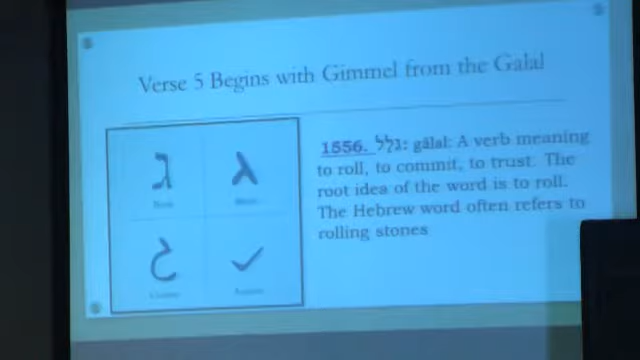 Verse 5 Begins with Gimmel from the Galal
ג
1556. גלל: gālal: A verb meaning
to roll, to commit, to trust. The
root idea of the word is to roll.
The Hebrew word often refers to
rolling stones